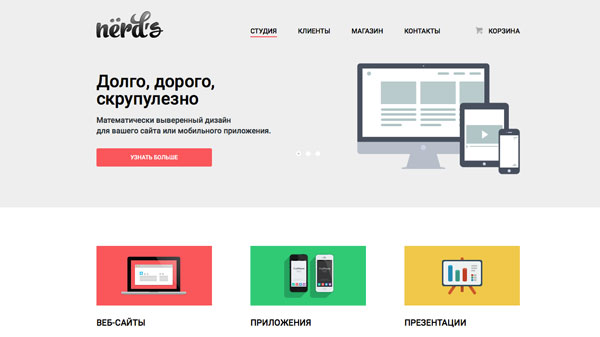 nёrd's
СТУДИЯ КЛИЕНТЫ МАГАЗИН КОНТАКТЫ КОРЗИНА
Долго, дорого,
скрупулезно
Математически выверенный дизайн
для вашего сайта или мобильного приложения.
УЗНАТЬ БОЛЬШЕ
ВЕБ-САЙТЫ ПРИЛОЖЕНИЯ ПРЕЗЕНТАЦИИ